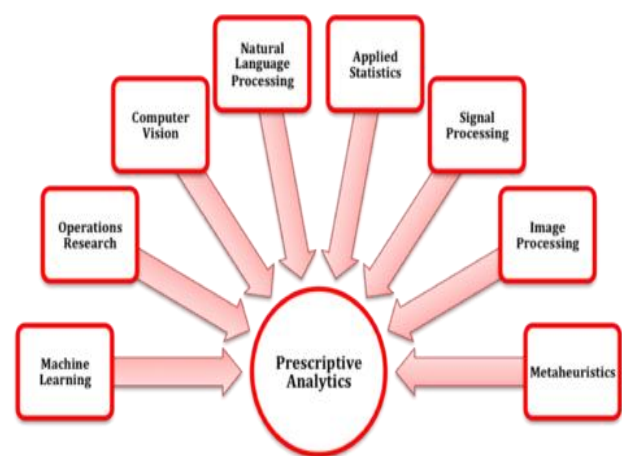 Natural
Language
Processing
Applied
Statistics
Computer
Vision
Signal
Processing
Operations
Research
Image
Processing
Machine
Learning
Prescriptive
Analytics
Metaheuristics